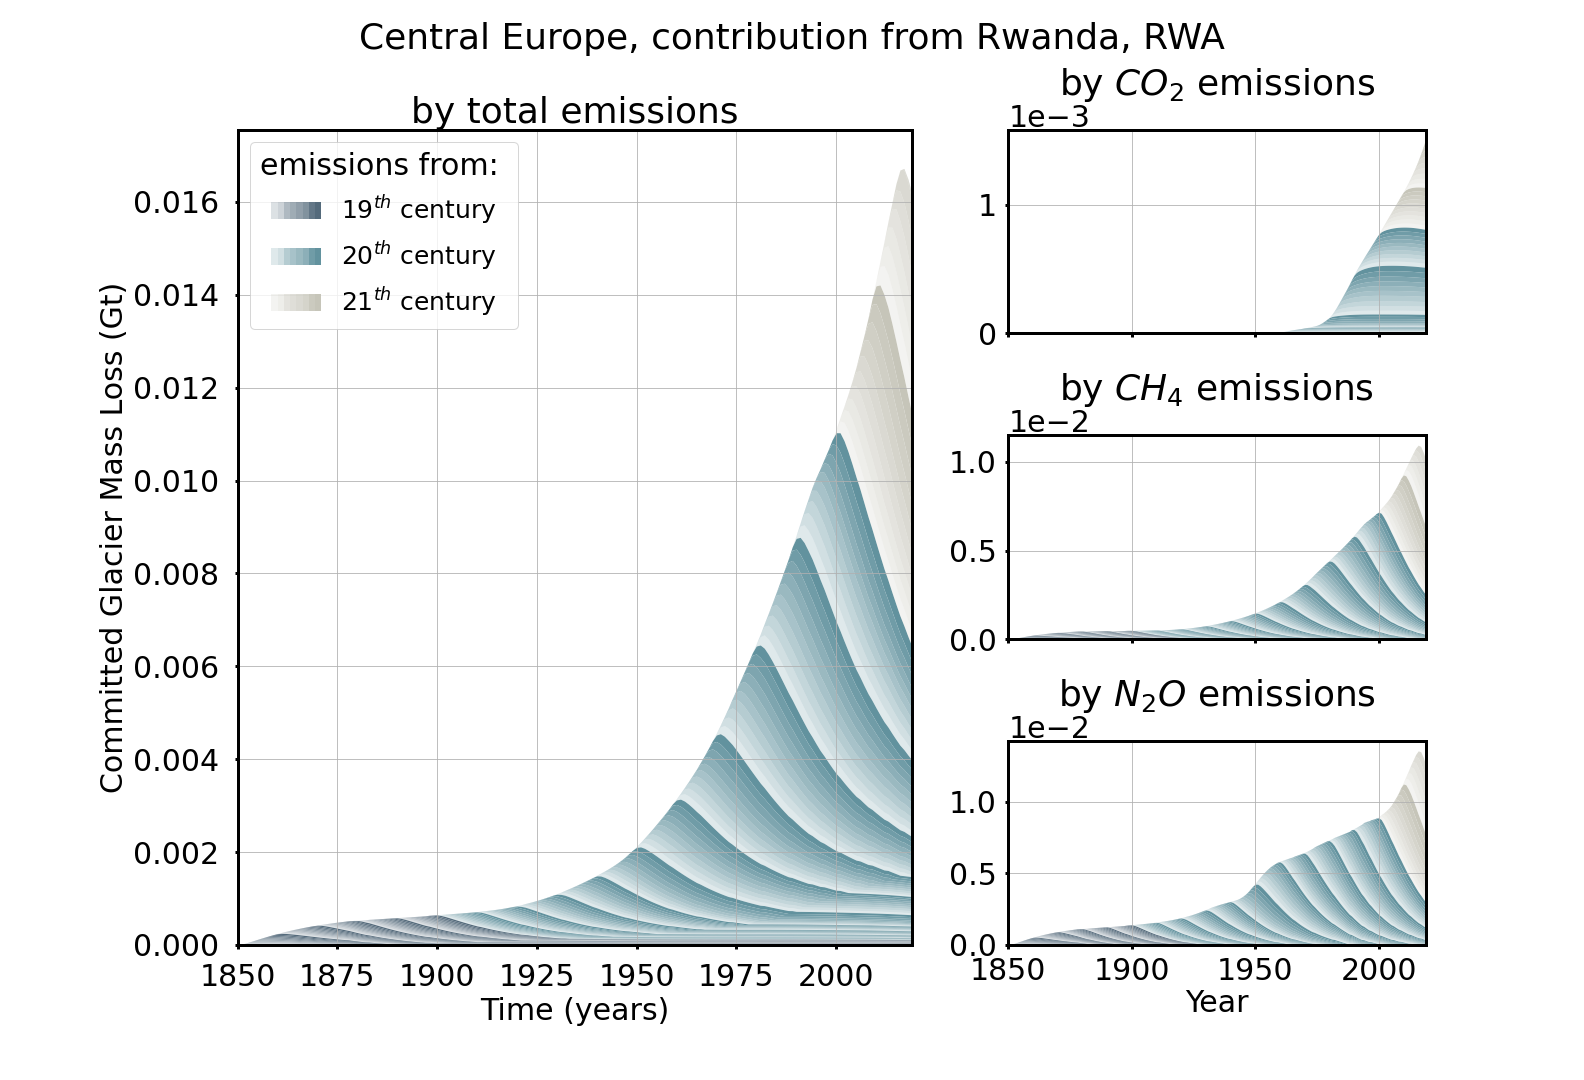 Central Europe, contribution from Rwanda, RWA
by total emissions
Committed Glacier Mass Loss (Gt)
0.016
0.014
0.012
0.010
0.008
0.006
0.004
0.002
0.000
emissions from:
19th century
20th century
21th century
1850 1875 1900 1925 1950 1975 2000
Time (years)
by CO2 emissions
1e−3
1
0
by CH4 emissions
1e−2
1.0
0.5
0.0
by N2O emissions
1e−2
1.0
0.5
0.0
1850 1900 1950 2000
Year